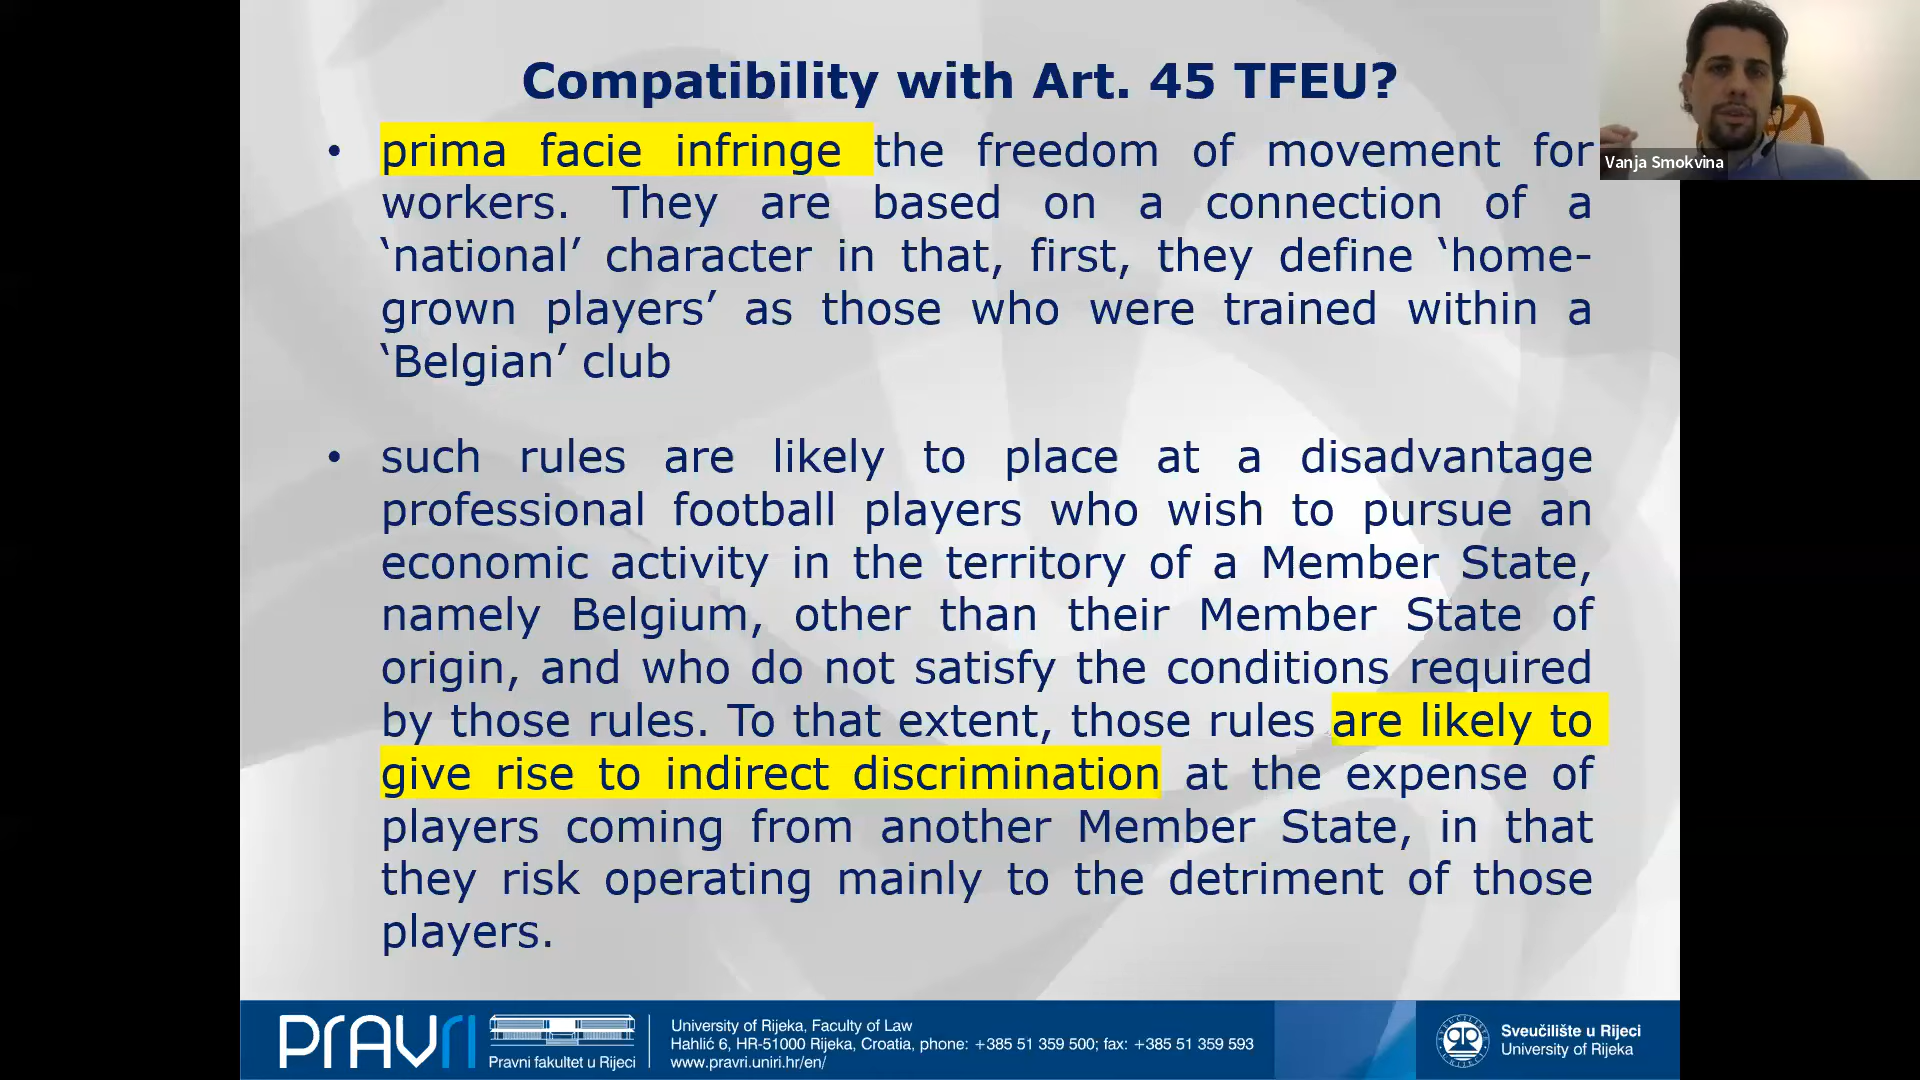 Compatibility with Art. 45 TFEU?
• prima facie infringe the freedom of movement for
workers. They are based on a connection of a
‘national’ character in that, first, they define ‘home-
grown players’ as those who were trained within a
‘Belgian’ club
• such rules are likely to place at a disadvantage
professional football players who wish to pursue an
economic activity in the territory of a Member State,
namely Belgium, other than their Member State of
origin, and who do not satisfy the conditions required
by those rules. To that extent, those rules are likely to
give rise to indirect discrimination at the expense of
players coming from another Member State, in that
they risk operating mainly to the detriment of those
players.
Vanja Smokvina
pravri
Pravni fakultet u Rijeci
University of Rijeka, Faculty of Law
Hahlić 6, HR-51000 Rijeka, Croatia, phone: +385 51 359 500; fax: +385 51 359 593
www.pravri.uniri.hr/en/
Sveučilište u Rijeci
University of Rijeka